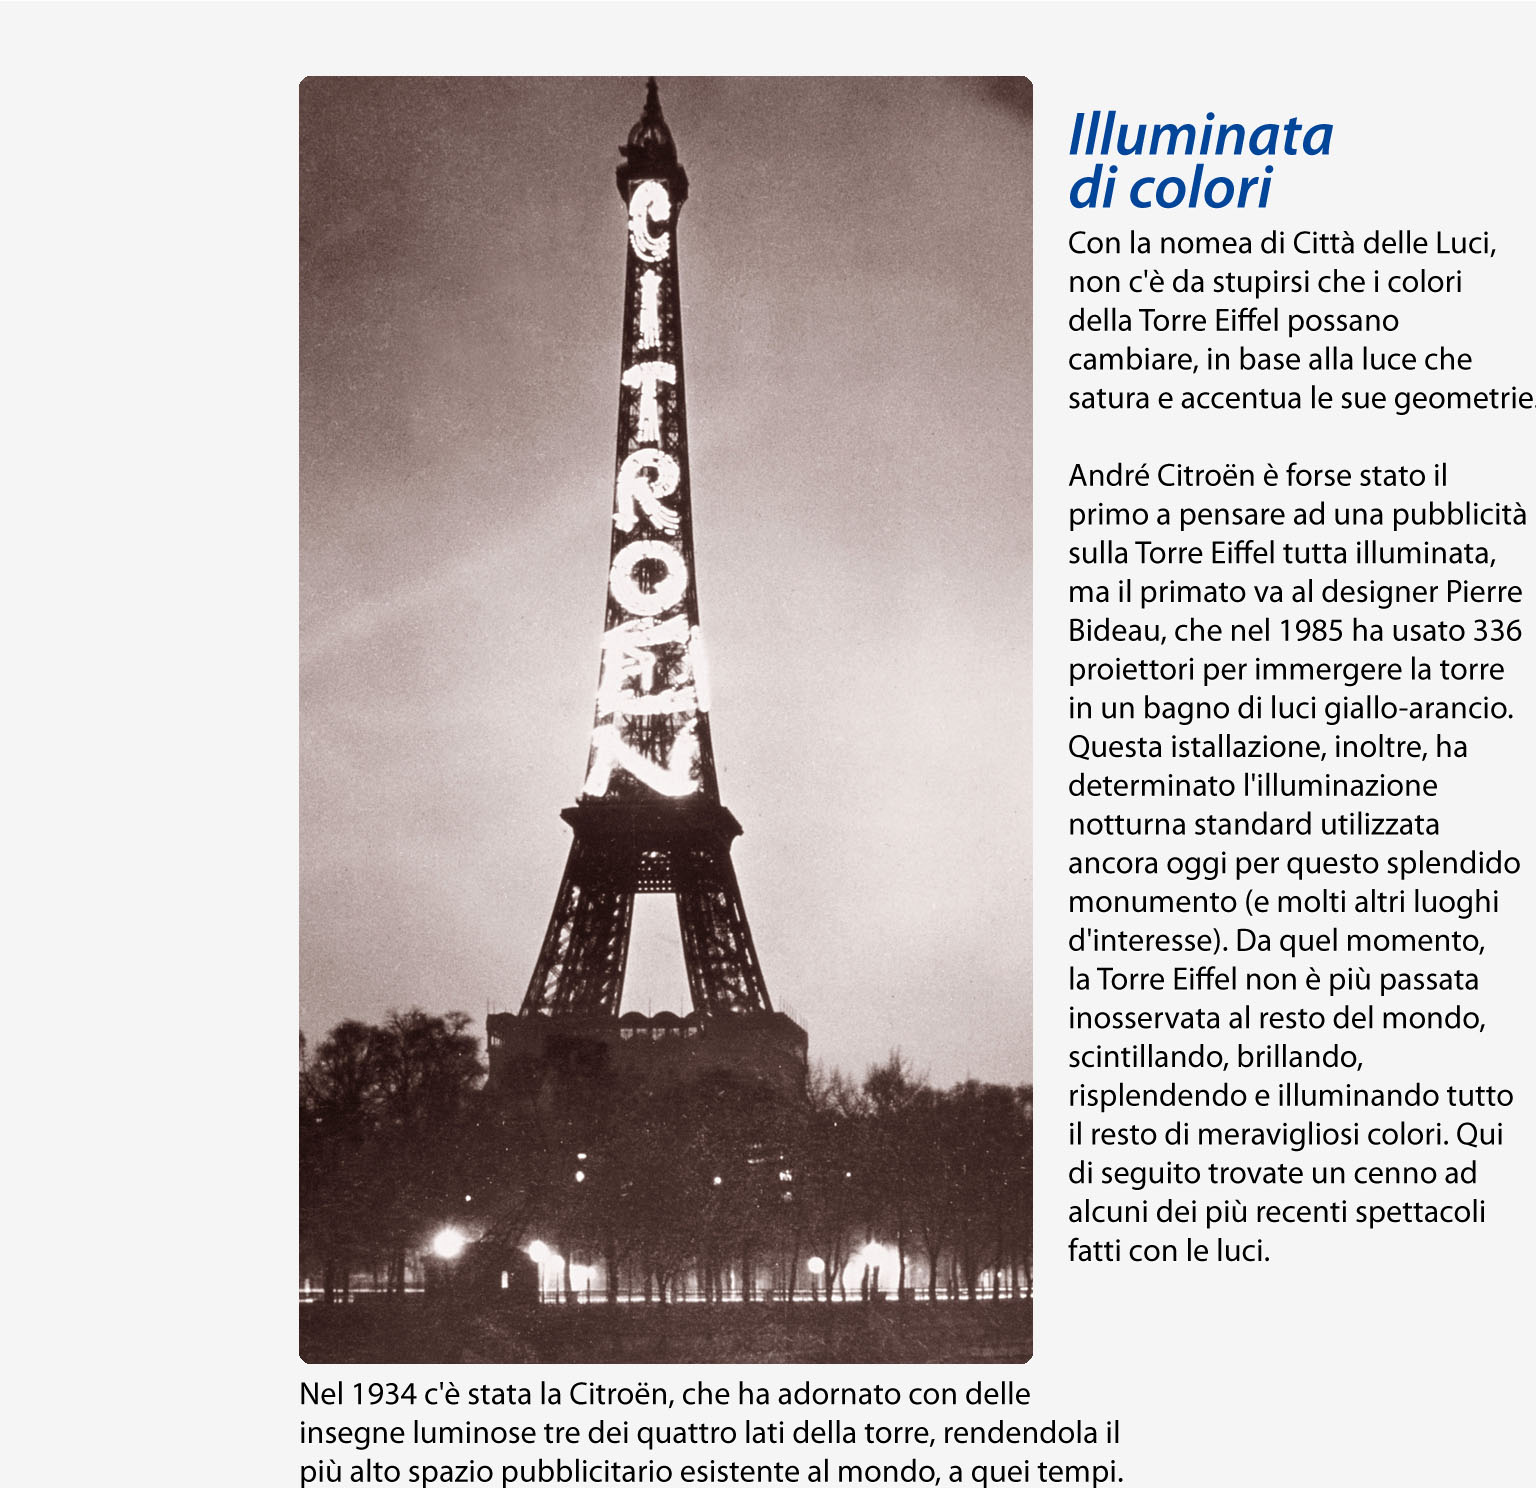 CITROËN
Illuminata
di colori
Con la nomea di Città delle Luci,
non c'è da stupirsi che i colori
della Torre Eiffel possano
cambiare, in base alla luce che
satura e accentua le sue geometrie.
André Citroën è forse stato il
primo a pensare ad una pubblicità
sulla Torre Eiffel tutta illuminata,
ma il primato va al designer Pierre
Bideau, che nel 1985 ha usato 336
proiettori per immergere la torre
in un bagno di luci giallo-arancio.
Questa istallazione, inoltre, ha
determinato l'illuminazione
notturna standard utilizzata
ancora oggi per questo splendido
monumento (e molti altri luoghi
d'interesse). Da quel momento,
la Torre Eiffel non è più passata
inosservata al resto del mondo,
scintillando, brillando,
risplendendo e illuminando tutto
il resto di meravigliosi colori. Qui
di seguito trovate un cenno ad
alcuni dei più recenti spettacoli
fatti con le luci.
Nel 1934 c'è stata la Citroën, che ha adornato con delle
insegne luminose tre dei quattro lati della torre, rendendola il
più alto spazio pubblicitario esistente al mondo, a quei tempi.